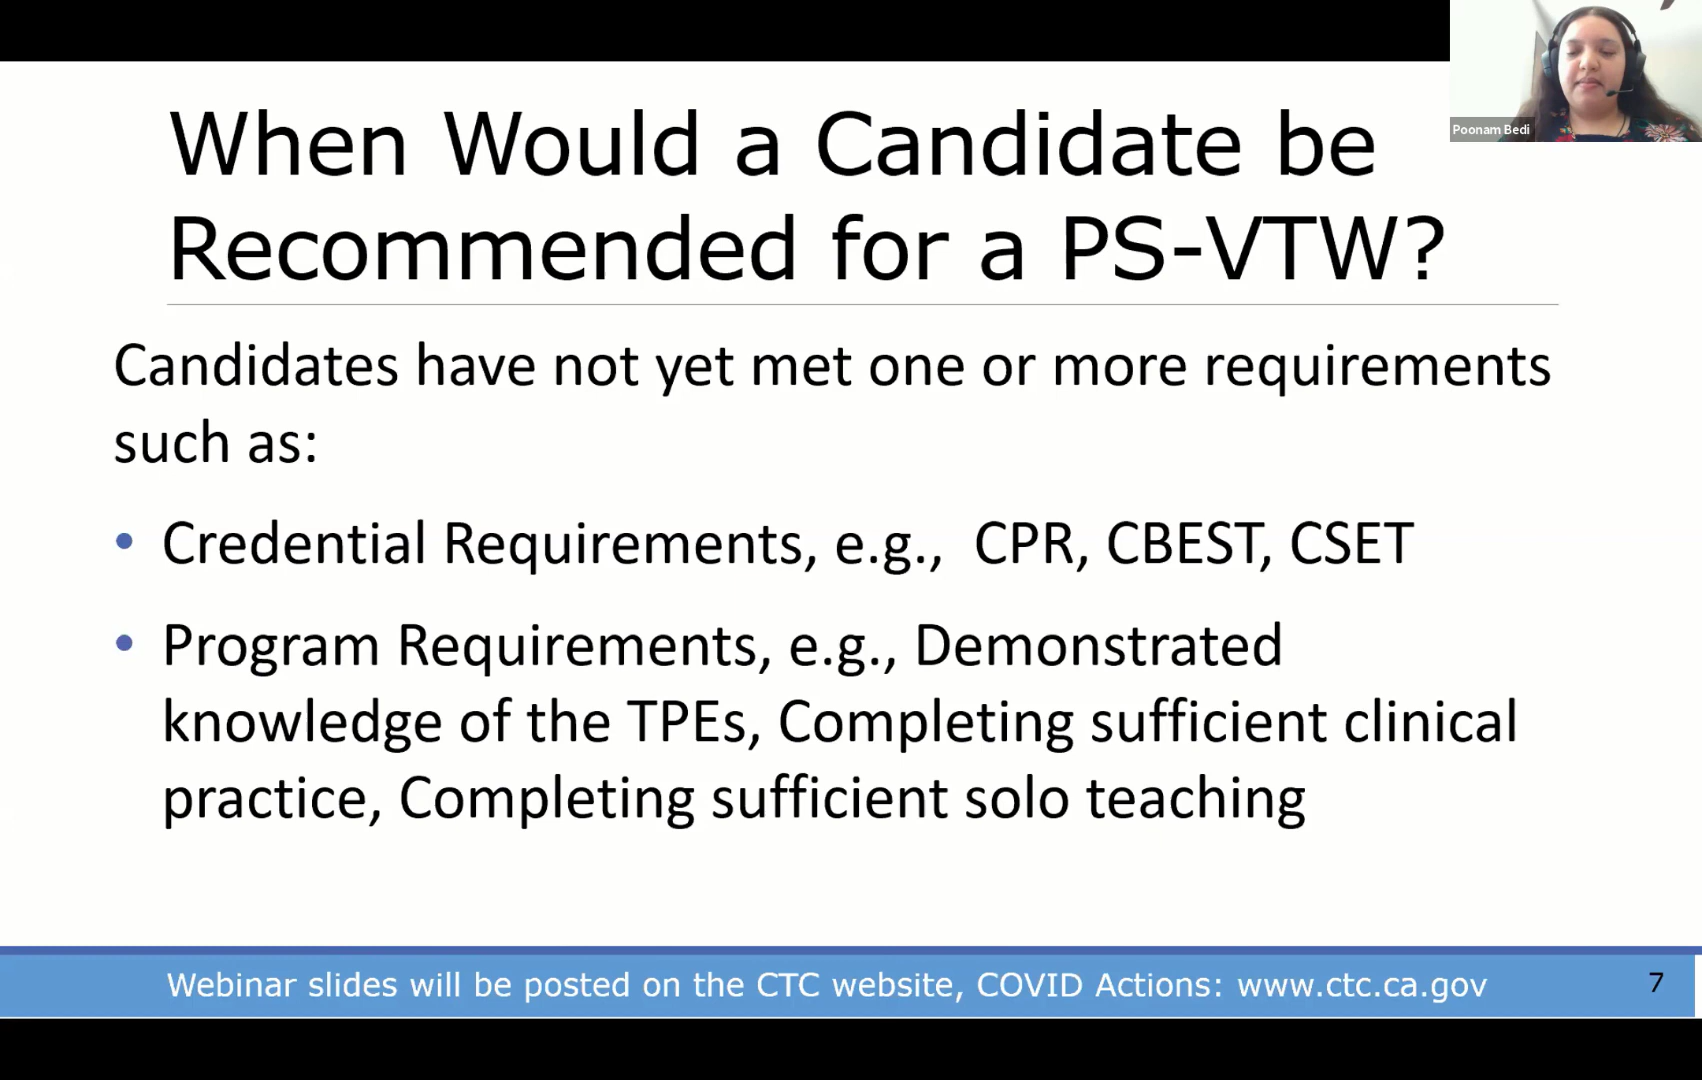 When Would a Candidate be
Recommended for a PS-VTW?
Poonam Bedi
Candidates have not yet met one or more requirements
such as:
• Credential Requirements, e.g.,  CPR, CBEST, CSET
• Program Requirements, e.g., Demonstrated
knowledge of the TPEs, Completing sufficient clinical
practice, Completing sufficient solo teaching
Webinar slides will be posted on the CTC website, COVID Actions: www.ctc.ca.gov
7